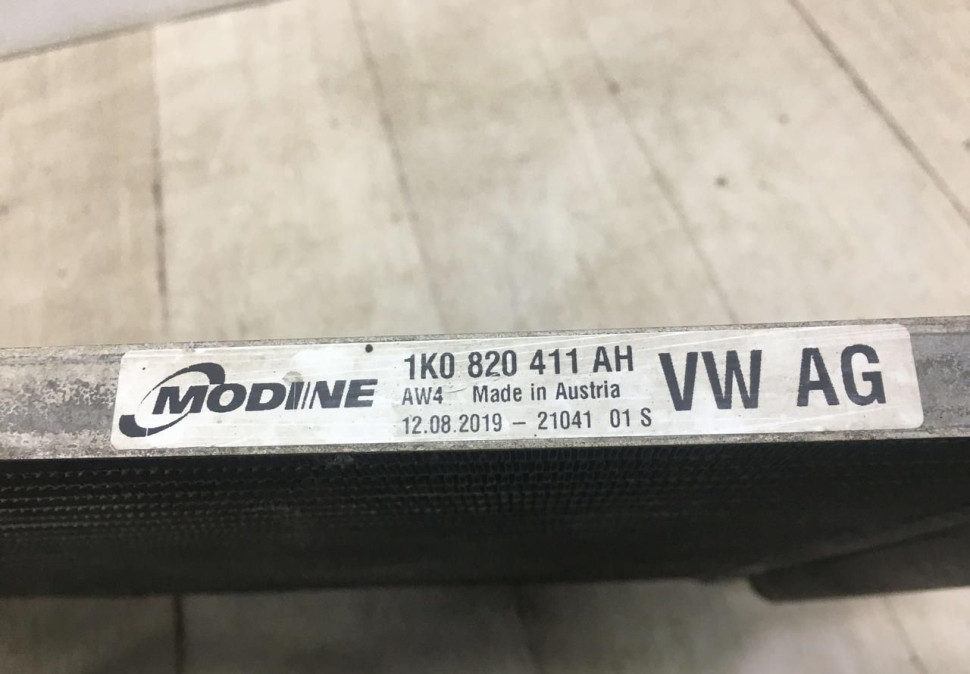 MODINE
1K0 820 411 AH
AW4 Made in Austria
12.08.2019 - 21041 01 S
VW AG